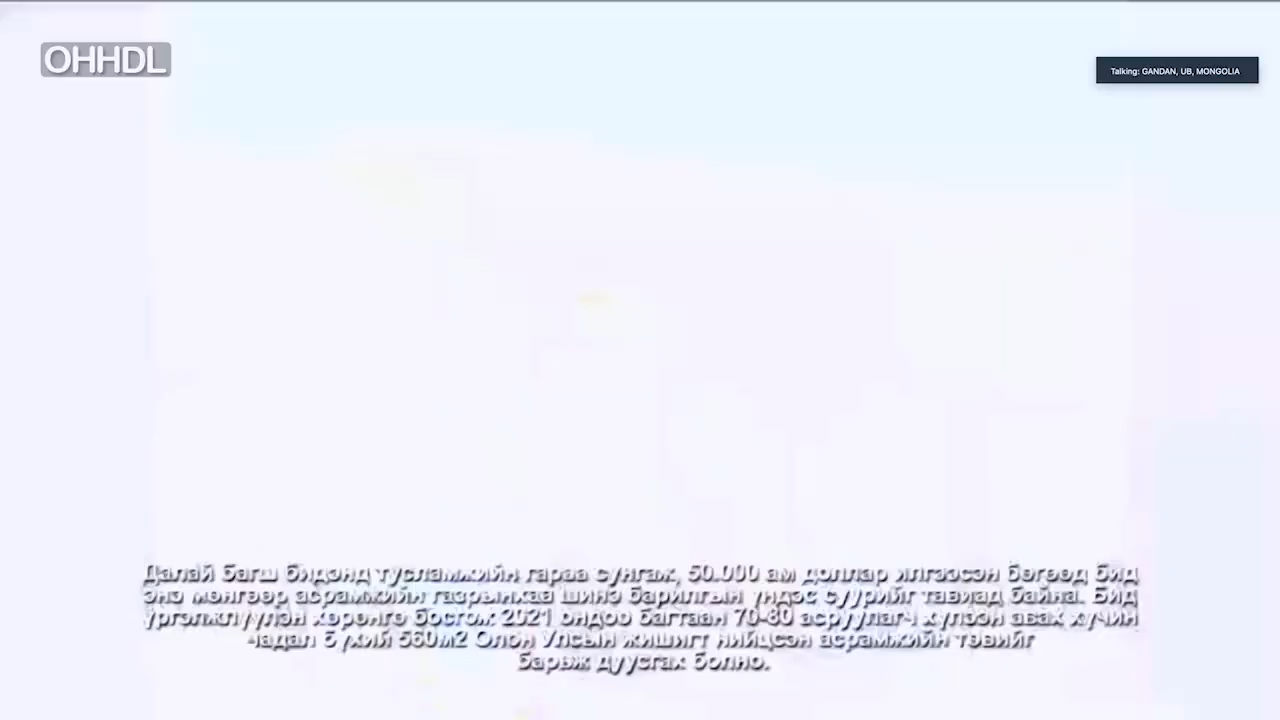 OHHDL
Talking: GANDAN, UB, MONGOLIA
Далай багш бидэнд тусламжийн гараа сунгаж, 50.000 ам доллар илгээсэн бөгөөд бид
энэ мөнгөөр асрамжийн газрынхаа шинэ барилгын үндэс суурийг тавиад байна. Бид
үргэлжлүүлэн хөрөнгө босгож 2021 ондоо багтаан 70-80 асруулагч хүлээн авах хүчин
чадал бүхий 560м2 Олон Улсын жишигт нийцсэн асрамжийн төвийг
барьж дуусгах болно.